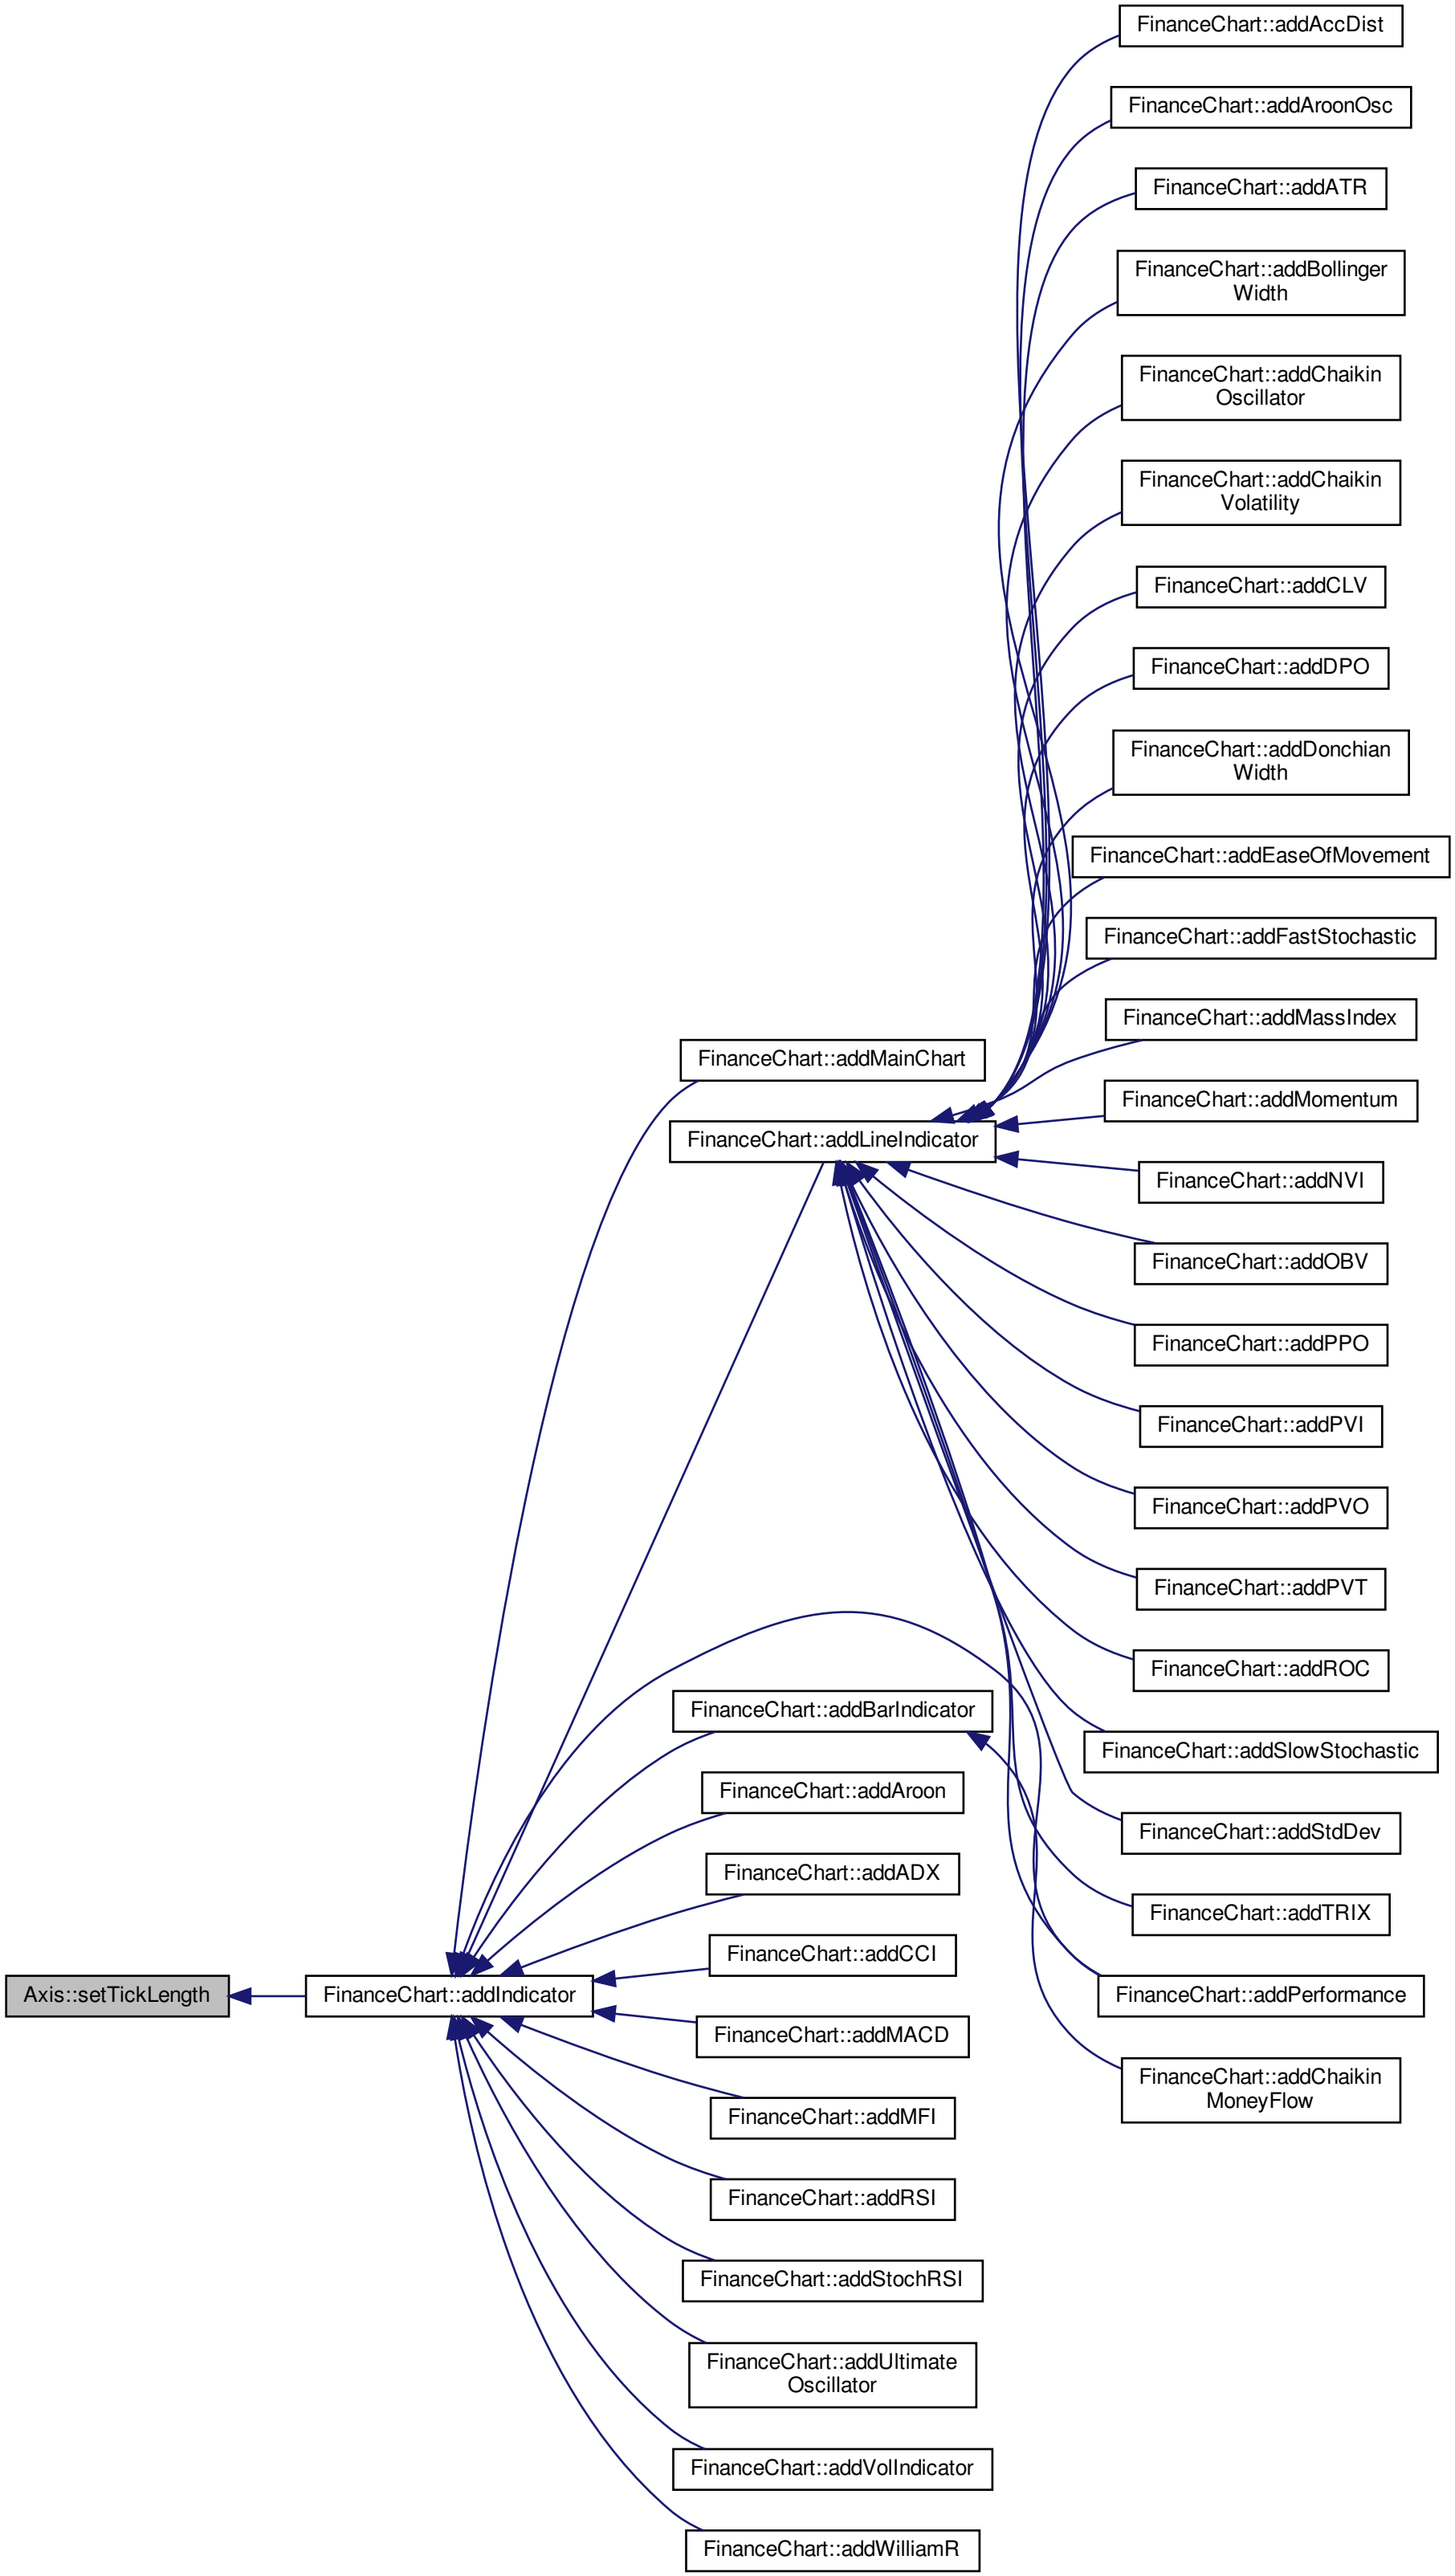 FinanceChart::addAccDist
FinanceChart::addAroonOsc
FinanceChart::addATR
FinanceChart::addBollinger
Width
FinanceChart::addChaikin
Oscillator
FinanceChart::addChaikin
Volatility
FinanceChart::addCLV
FinanceChart::addDPO
FinanceChart::addDonchian
Width
FinanceChart::addEaseOfMovement
FinanceChart::addFastStochastic
FinanceChart::addMassIndex
FinanceChart::addMainChart
FinanceChart::addMomentum
FinanceChart::addLineIndicator
FinanceChart::addNVI
FinanceChart::addOBV
FinanceChart::addPPO
FinanceChart::addPVI
FinanceChart::addPVO
FinanceChart::addPVT
FinanceChart::addROC
FinanceChart::addBarIndicator
FinanceChart::addSlowStochastic
FinanceChart::addAroon
FinanceChart::addStdDev
FinanceChart::addADX
FinanceChart::addTRIX
FinanceChart::addCCI
Axis::setTickLength
FinanceChart::addIndicator
FinanceChart::addPerformance
FinanceChart::addMACD
FinanceChart::addChaikin
MoneyFlow
FinanceChart::addMFI
FinanceChart::addRSI
FinanceChart::addStochRSI
FinanceChart::addUltimate
Oscillator
FinanceChart::addVolIndicator
FinanceChart::addWilliamR